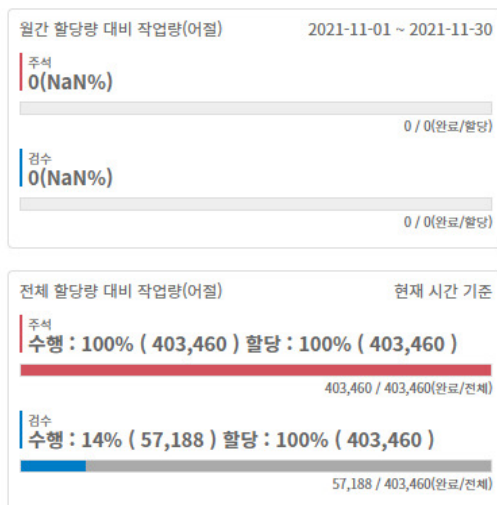 월간 할당량 대비 작업량(어절) 2021-11-01 ~ 2021-11-30
주석
0(NaN%)
0 / 0(완료/할당)
검수
0(NaN%)
0 / 0(완료/할당)
전체 할당량 대비 작업량(어절) 현재 시간 기준
주석
수행 : 100% ( 403,460 ) 할당 : 100% ( 403,460 )
403,460 / 403,460(완료/전체)
검수
수행 : 14% ( 57,188 ) 할당 : 100% ( 403,460 )
57,188 / 403,460(완료/전체)